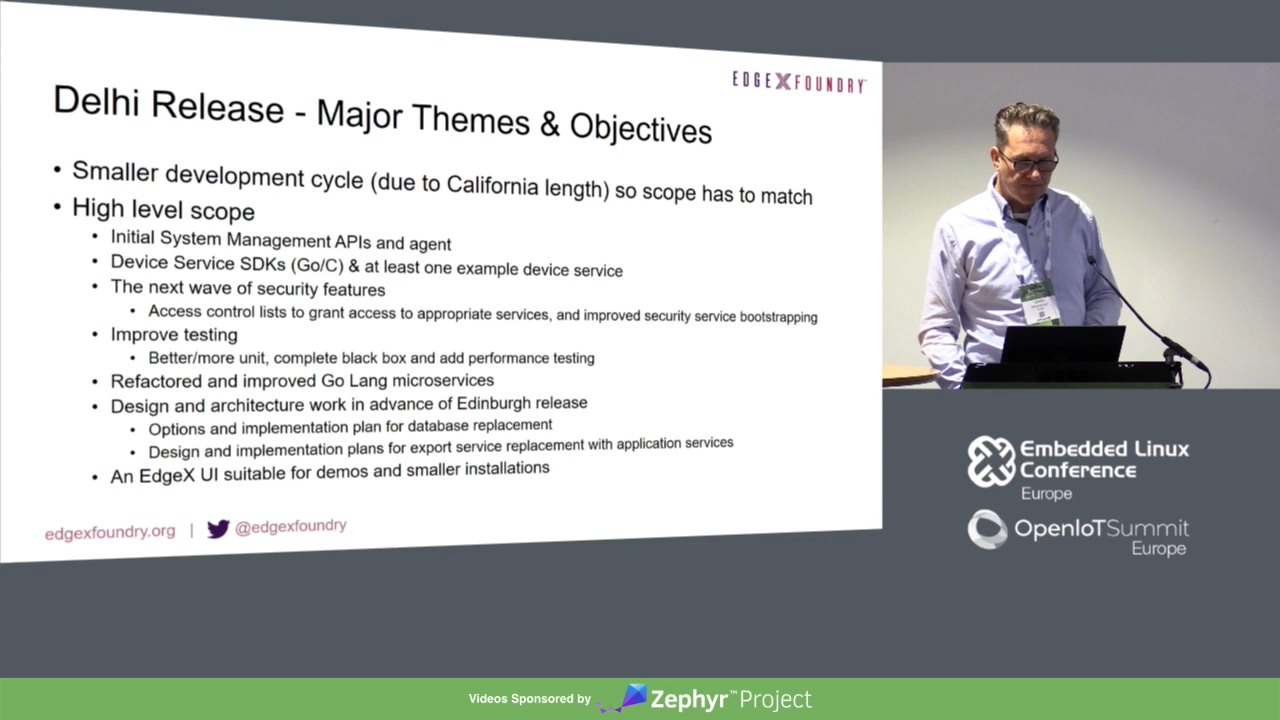 EDGE X FOUNDRY
Delhi Release - Major Themes & Objectives
• Smaller development cycle (due to California length) so scope has to match
• High level scope
• Initial System Management APIs and agent
• Device Service SDKs (Go/C) & at least one example device service
• The next wave of security features
• Access control lists to grant access to appropriate services, and improved security service bootstrapping
• Improve testing
• Better/more unit, complete black box and add performance testing
• Refactored and improved Go Lang microservices
• Design and architecture work in advance of Edinburgh release
• Options and implementation plan for database replacement
• Design and implementation plans for export service replacement with application services
• An EdgeX UI suitable for demos and smaller installations
edgexfoundry.org | @edgexfoundry
Embedded Linux
Conference
Europe
OpenIoTSummit
Europe
Videos Sponsored by Zephyr™Project